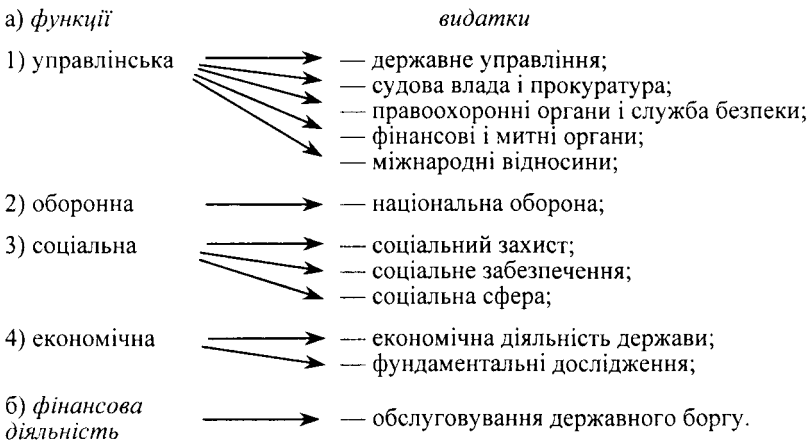 а) функції видатки
1) управлінська — державне управління;
— судова влада і прокуратура;
— правоохоронні органи і служба безпеки;
— фінансові і митні органи;
— міжнародні відносини;
2) оборонна — національна оборона;
3) соціальна — соціальний захист;
— соціальне забезпечення;
— соціальна сфера;
4) економічна — економічна діяльність держави;
— фундаментальні дослідження;
б) фінансова
діяльність — обслуговування державного боргу.